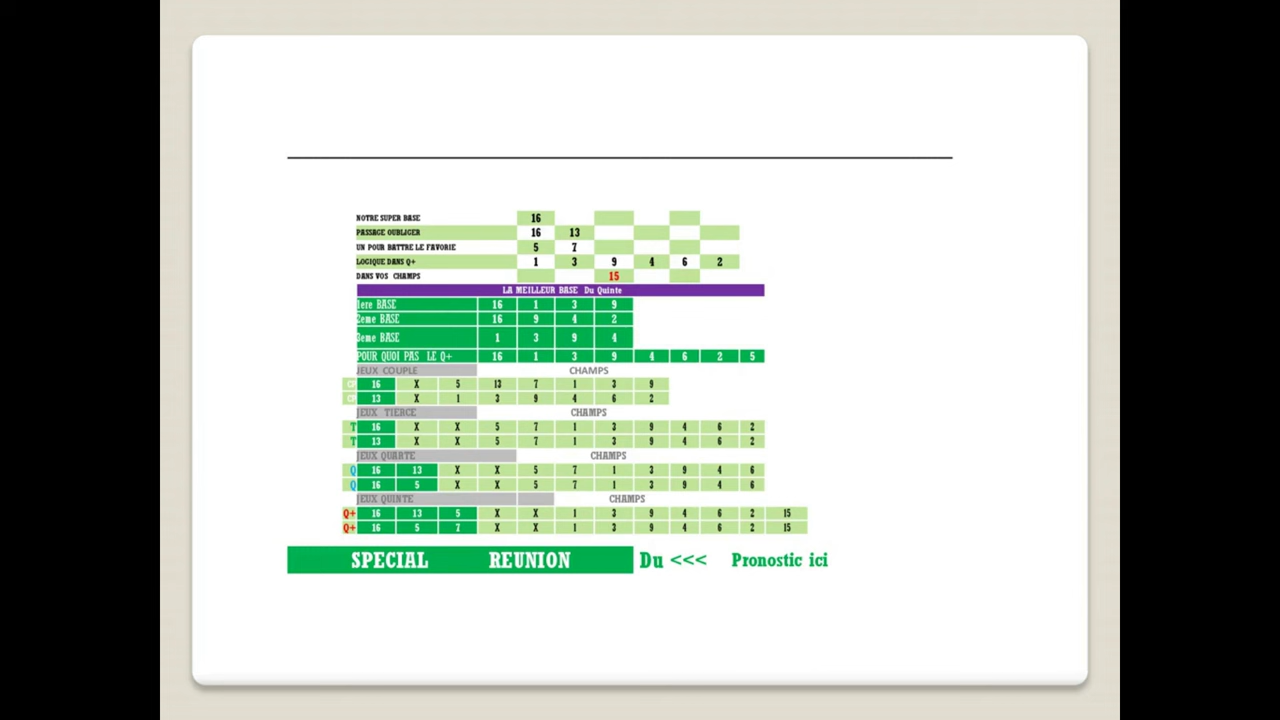 NOTRE SUPER BASE 16
PASSAGE OUBLIGER 16 13
UN POUR BATTRE LE FAVORIE 5 7
LOGIQUE DANS Q+ 1 3 9 4 6 2
DANS VOS CHAMPS 15
LA MEILLEUR BASE Du Quinte
1ere BASE 16 1 3 9
2eme BASE 16 9 4 2
3eme BASE 1 3 9 4
POUR QUOI PAS LE Q+ 16 1 3 9 4 6 2 5
JEUX COUPLE CHAMPS
CP 16 X 5 13 7 1 3 9
CP 13 X 1 3 9 4 6 2
JEUX TIERCE CHAMPS
T 16 X X 5 7 1 3 9 4 6 2
T 13 X X 5 7 1 3 9 4 6 2
JEUX QUARTE CHAMPS
Q 16 13 X X 5 7 1 3 9 4 6
Q 16 5 X X 5 7 1 3 9 4 6
JEUX QUINTE CHAMPS
Q+ 16 13 5 X X 1 3 9 4 6 2 15
Q+ 16 5 7 X X 1 3 9 4 6 2 15
SPECIAL REUNION Du <<< Pronostic ici